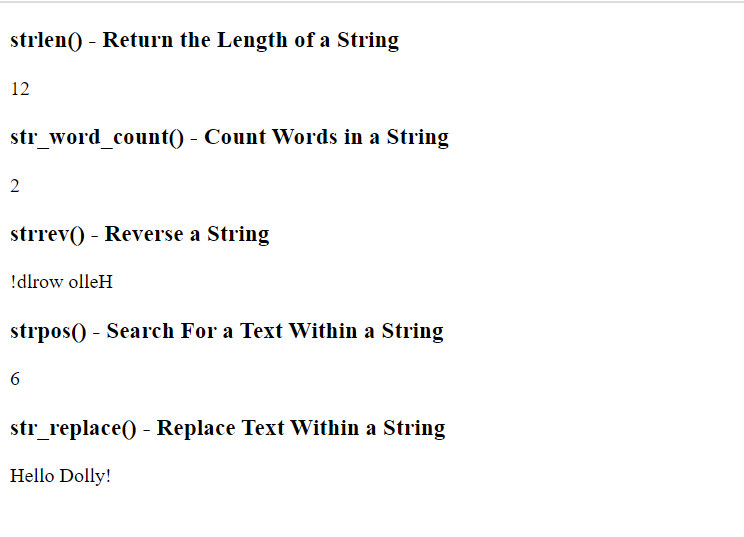 strlen() - Return the Length of a String
12
str_word_count() - Count Words in a String
2
strrev() - Reverse a String
!dlrow olleH
strpos() - Search For a Text Within a String
6
str_replace() - Replace Text Within a String
Hello Dolly!